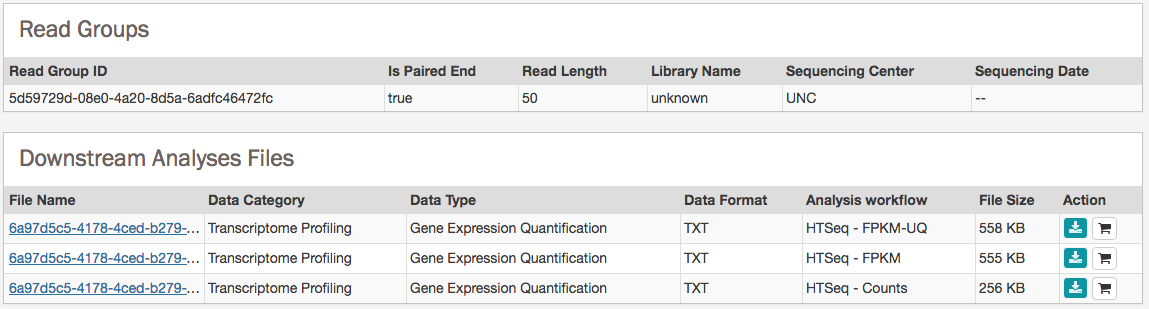 Read Groups
Read Group ID Is Paired End Read Length Library Name Sequencing Center Sequencing Date
5d59729d-08e0-4a20-8d5a-6adfc46472fc true 50 unknown UNC --
Downstream Analyses Files
File Name Data Category Data Type Data Format Analysis workflow File Size Action
6a97d5c5-4178-4ced-b279-... Transcriptome Profiling Gene Expression Quantification TXT HTSeq - FPKM-UQ 558 KB
6a97d5c5-4178-4ced-b279-... Transcriptome Profiling Gene Expression Quantification TXT HTSeq - FPKM 555 KB
6a97d5c5-4178-4ced-b279-... Transcriptome Profiling Gene Expression Quantification TXT HTSeq - Counts 256 KB